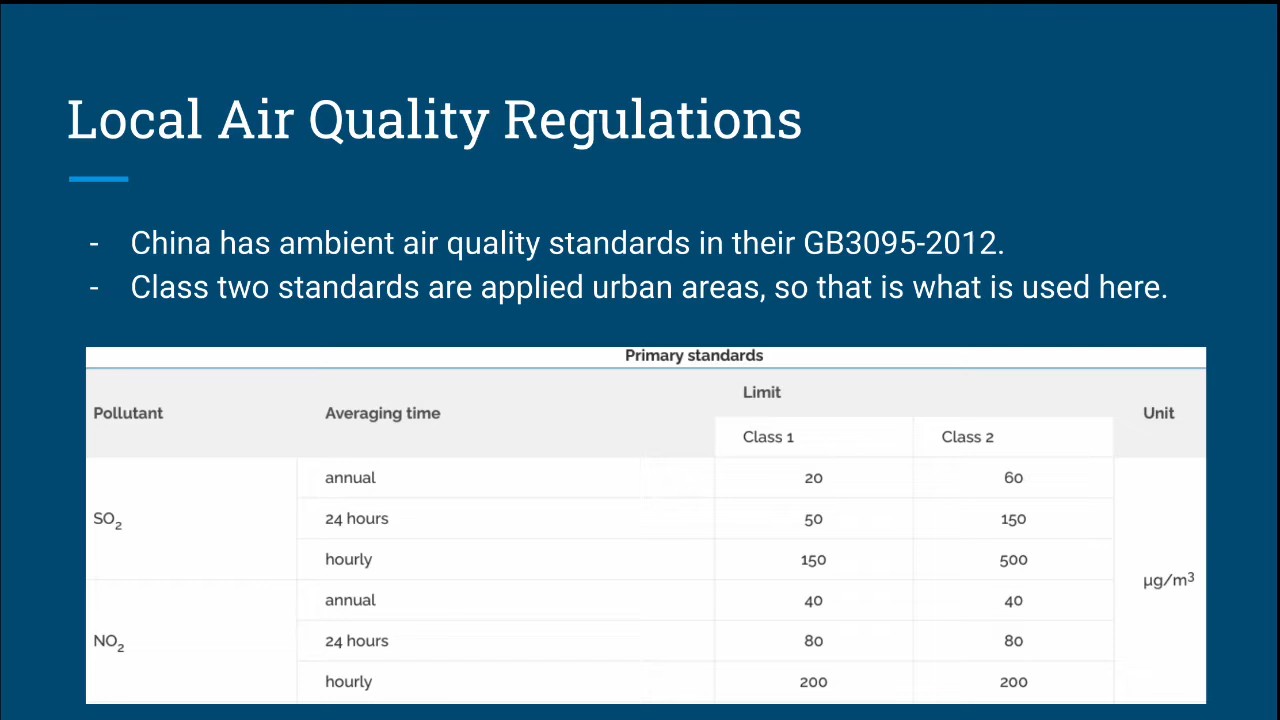 Local Air Quality Regulations
- China has ambient air quality standards in their GB3095-2012.
- Class two standards are applied urban areas, so that is what is used here.
Primary standards
Pollutant Averaging time Limit Unit
Class 1 Class 2
SO₂ annual 20 60 µg/m³
24 hours 50 150
hourly 150 500
NO₂ annual 40 40
24 hours 80 80
hourly 200 200